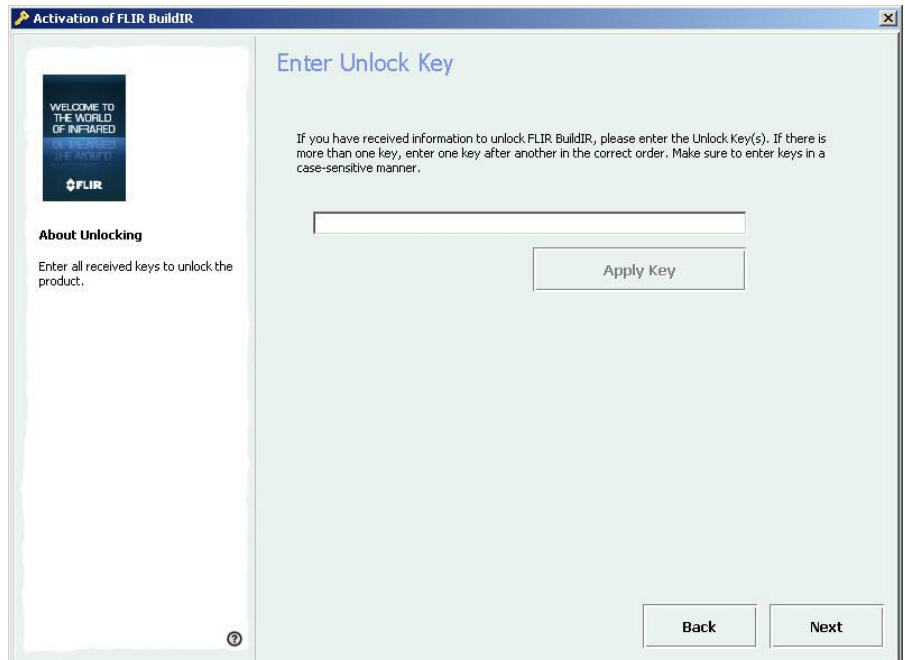 Activation of FLIR BuildIR
WELCOME TO
THE WORLD
OF INFRARED
FLIR
About Unlocking
Enter all received keys to unlock the
product.
Enter Unlock Key
If you have received information to unlock FLIR BuildIR, please enter the Unlock Key(s). If there is
more than one key, enter one key after another in the correct order. Make sure to enter keys in a
case-sensitive manner.
Apply Key
Back
Next